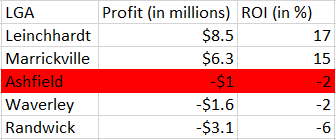 LGA Profit (in millions) ROI (in %)
Leinchhardt $8.5 17
Marrickville $6.3 15
Ashfield -$1 -2
Waverley -$1.6 -2
Randwick -$3.1 -6